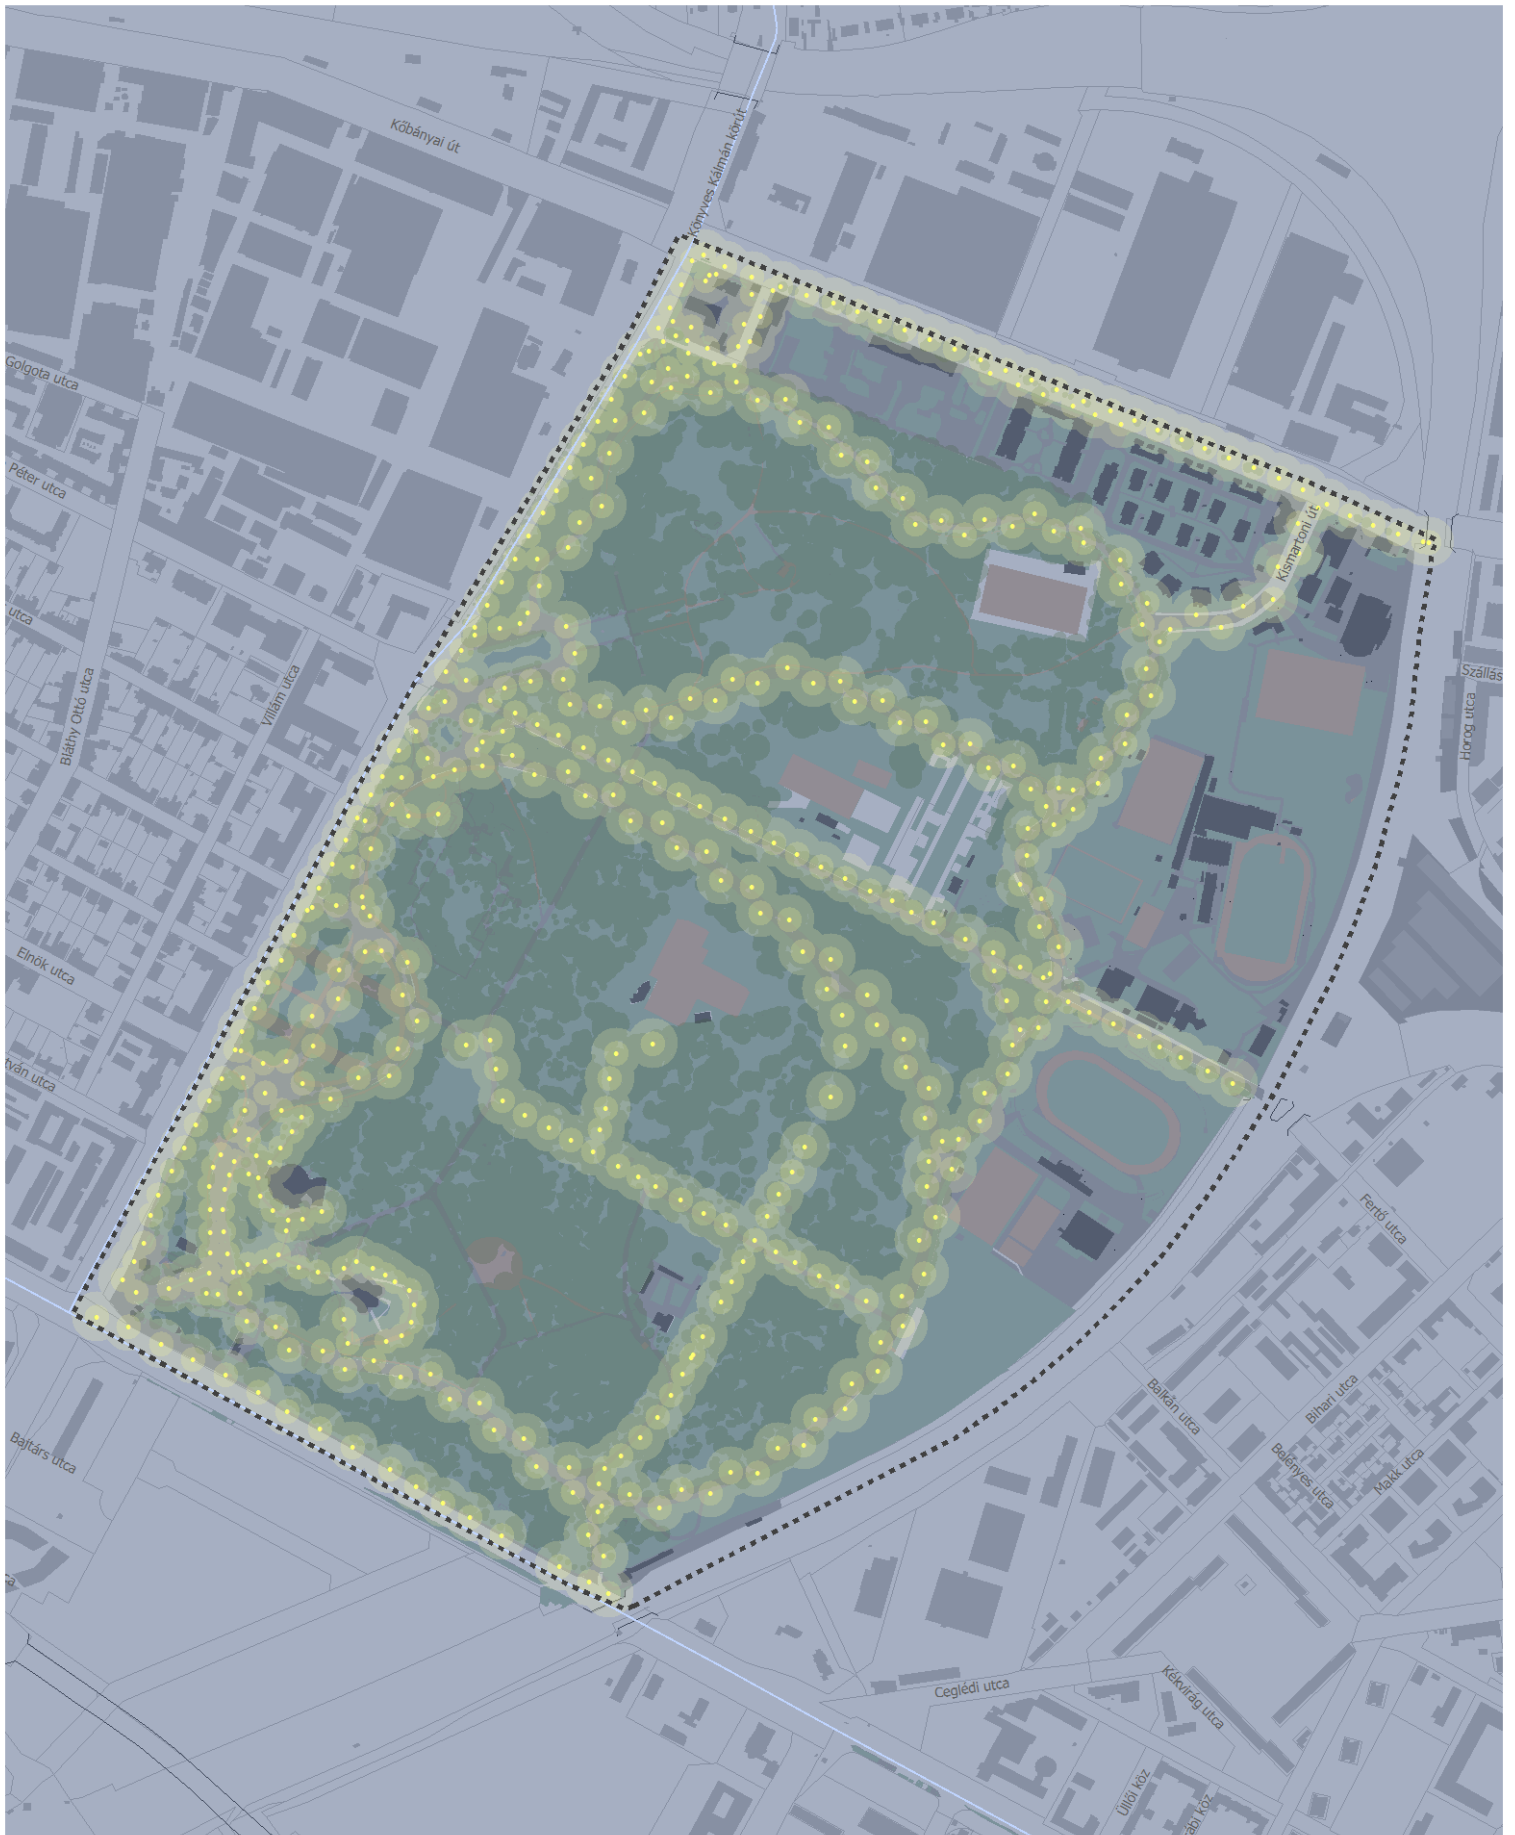 Kőbányai út
Könyves Kálmán körút
Golgota utca
Péter utca
Kismartoni út
utca
Szállás
Villám utca
Bláthy Ottó utca
Horog utca
Elnök utca
tván utca
Fertő utca
Balkán utca
Bihari utca
Bajtárs utca
Belényes utca
Makk utca
Ceglédi utca
Kékvirág utca
Üllői köz